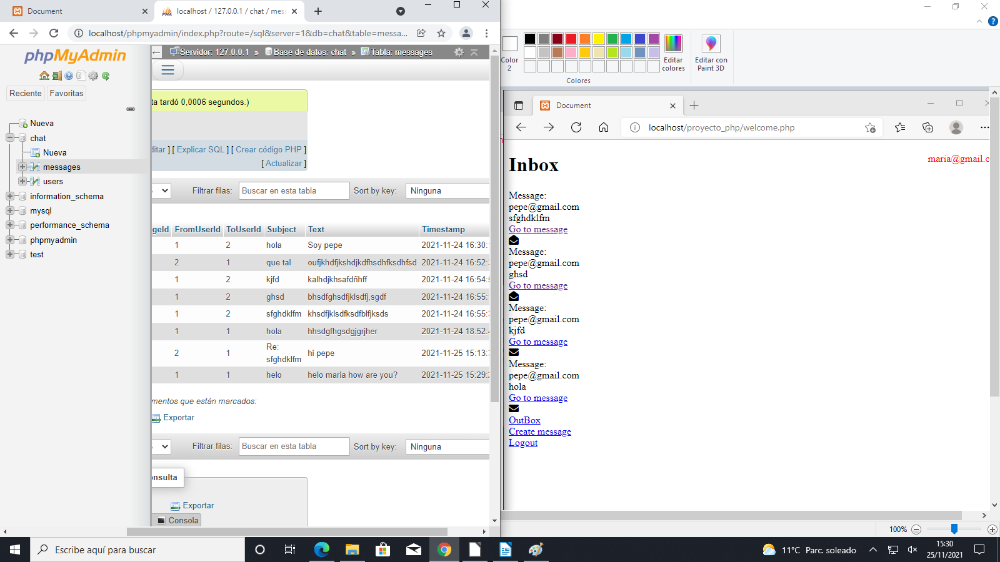 Document
localhost / 127.0.0.1 / chat / mes
localhost/phpmyadmin/index.php?route=/sql&server=1&db=chat&table=messa...
phpMyAdmin
Reciente
Favoritas
Nueva
chat
Nueva
messages
users
information_schema
mysql
performance_schema
phpmyadmin
test
Servidor: 127.0.0.1 » Base de datos: chat » Tabla: messages
ta tardó 0,0006 segundos.)
ditar ] [ Explicar SQL ] [ Crear código PHP ]
[ Actualizar ]
Filtrar filas: Buscar en esta tabla Sort by key: Ninguna
geId FromUserId ToUserId Subject Text Timestamp
1 2 hola Soy pepe 2021-11-24 16:30:
2 1 que tal oufjkhdfjkshdjkdfhsdhfksdhfsd 2021-11-24 16:52:
1 2 kjfd kalhdjkhsafdñhff 2021-11-24 16:54:
1 2 ghsd bhsdfghsdfjklsdfj,sgdf 2021-11-24 16:55:
1 2 sfghdklfm khsdfjklsdfksdfblfjksds 2021-11-24 16:55:
1 1 hola hhsdgfhgsdgjgrjher 2021-11-24 18:52:
2 1 Re: sfghdklfm hi pepe 2021-11-25 15:13:
1 1 helo helo maria how are you? 2021-11-25 15:29:
mentos que están marcados:
Exportar
Filtrar filas: Buscar en esta tabla Sort by key: Ninguna
onsulta
Exportar
Consola
Color 2
Editar colores
Editar con Paint 3D
Colores
Document
localhost/proyecto_php/welcome.php
Inbox
maria@gmail.c
Message:
pepe@gmail.com
sfghdklfm
Go to message
Message:
pepe@gmail.com
ghsd
Go to message
Message:
pepe@gmail.com
kjfd
Go to message
Message:
pepe@gmail.com
hola
Go to message
OutBox
Create message
Logout
100%
Escribe aquí para buscar
11°C Parc. soleado
15:30
25/11/2021